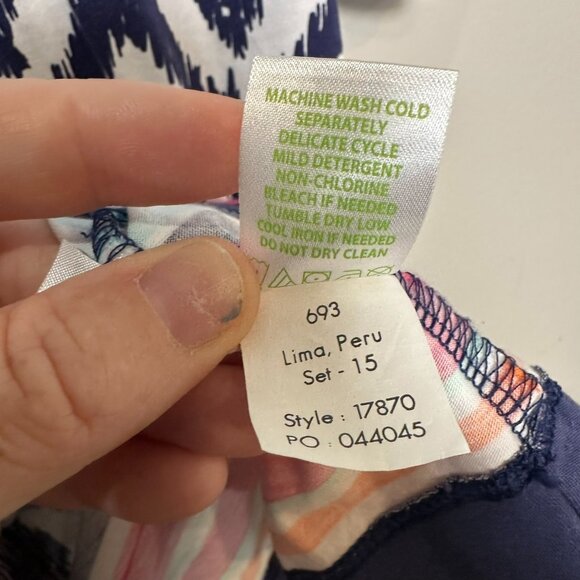 MACHINE WASH COLD
SEPARATELY
DELICATE CYCLE
MILD DETERGENT
NON-CHLORINE
BLEACH IF NEEDED
TUMBLE DRY LOW
COOL IRON IF NEEDED
DO NOT DRY CLEAN
693
Lima, Peru
Set - 15
Style : 17870
PO : 044045